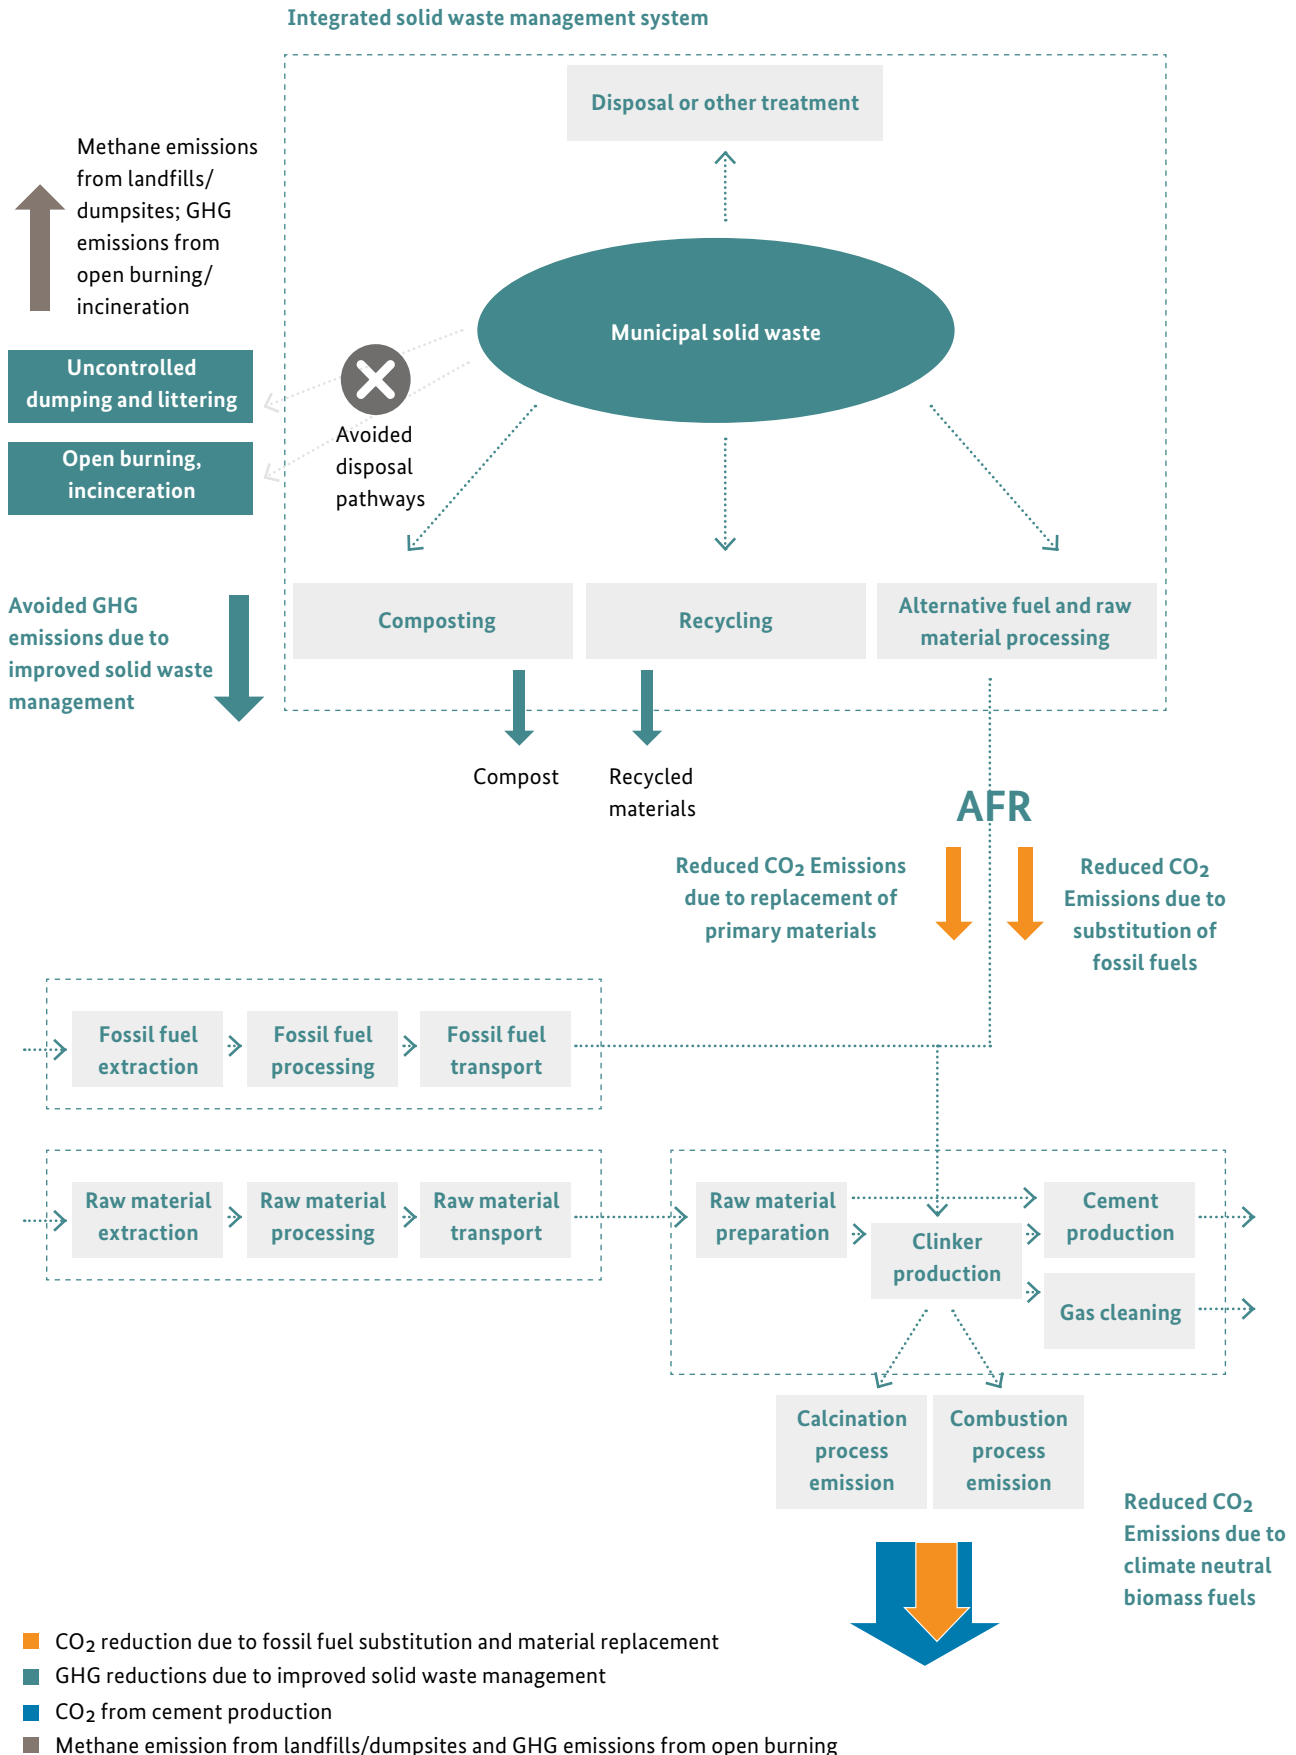 Integrated solid waste management system
Disposal or other treatment
Methane emissions
from landfills/
dumpsites; GHG
emissions from
open burning/
incineration
Municipal solid waste
Uncontrolled
dumping and littering
Open burning,
incinceration
Avoided
disposal
pathways
Avoided GHG
emissions due to
improved solid waste
management
Composting
Recycling
Alternative fuel and raw
material processing
Compost
Recycled
materials
AFR
Reduced CO2 Emissions
due to replacement of
primary materials
Reduced CO2
Emissions due to
substitution of
fossil fuels
Fossil fuel
extraction
Fossil fuel
processing
Fossil fuel
transport
Raw material
extraction
Raw material
processing
Raw material
transport
Raw material
preparation
Clinker
production
Cement
production
Gas cleaning
Calcination
process
emission
Combustion
process
emission
Reduced CO2
Emissions due to
climate neutral
biomass fuels
CO2 reduction due to fossil fuel substitution and material replacement
GHG reductions due to improved solid waste management
CO2 from cement production
Methane emission from landfills/dumpsites and GHG emissions from open burning